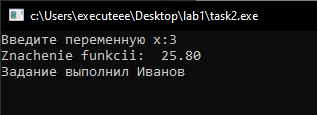 c:\Users\executeee\Desktop\lab1\task2.exe
Введите переменную x:3
Znachenie funkcii:  25.80
Задание выполнил Иванов